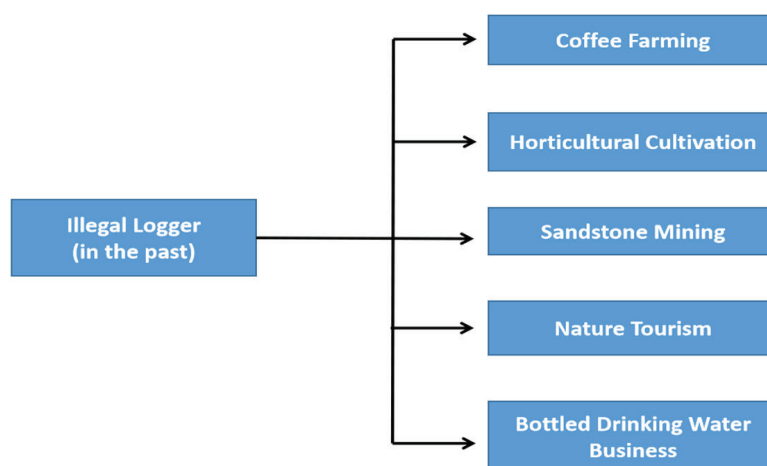 Coffee Farming
Horticultural Cultivation
Illegal Logger
(in the past)
Sandstone Mining
Nature Tourism
Bottled Drinking Water
Business